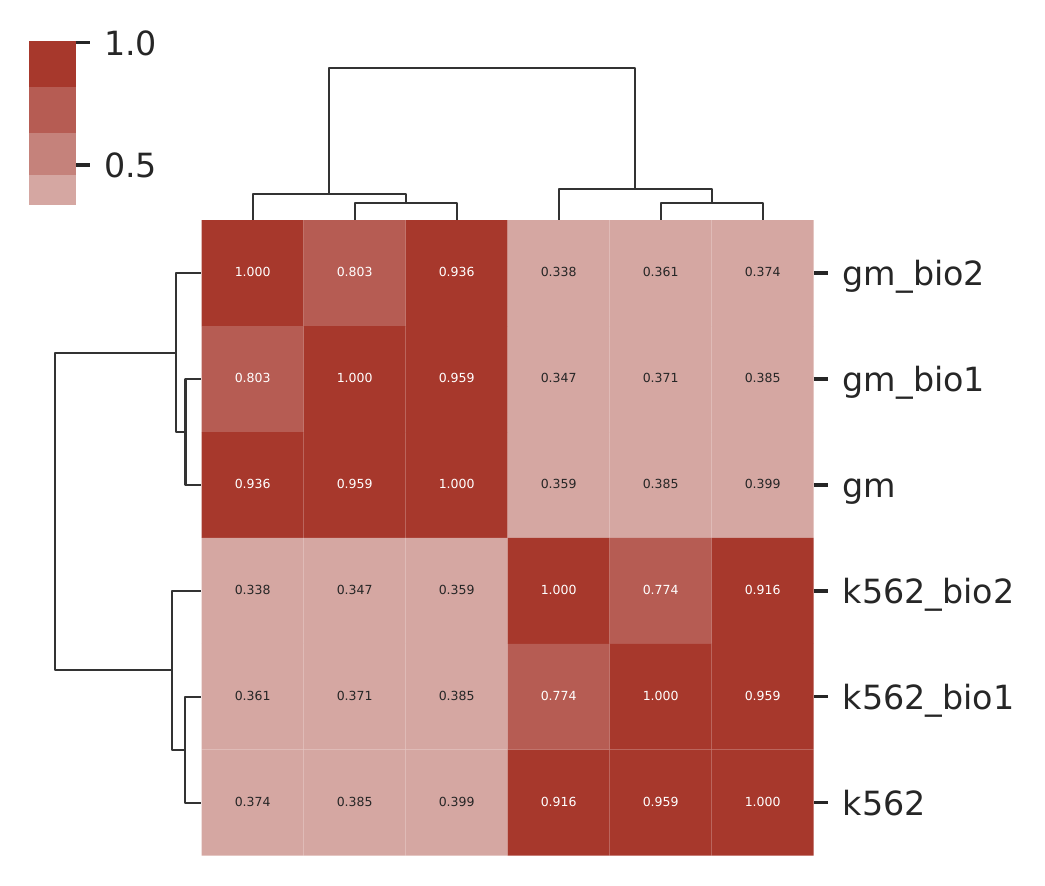 1.0
0.5
1.000 0.803 0.936 0.338 0.361 0.374 gm_bio2
0.803 1.000 0.959 0.347 0.371 0.385 gm_bio1
0.936 0.959 1.000 0.359 0.385 0.399 gm
0.338 0.347 0.359 1.000 0.774 0.916 k562_bio2
0.361 0.371 0.385 0.774 1.000 0.959 k562_bio1
0.374 0.385 0.399 0.916 0.959 1.000 k562